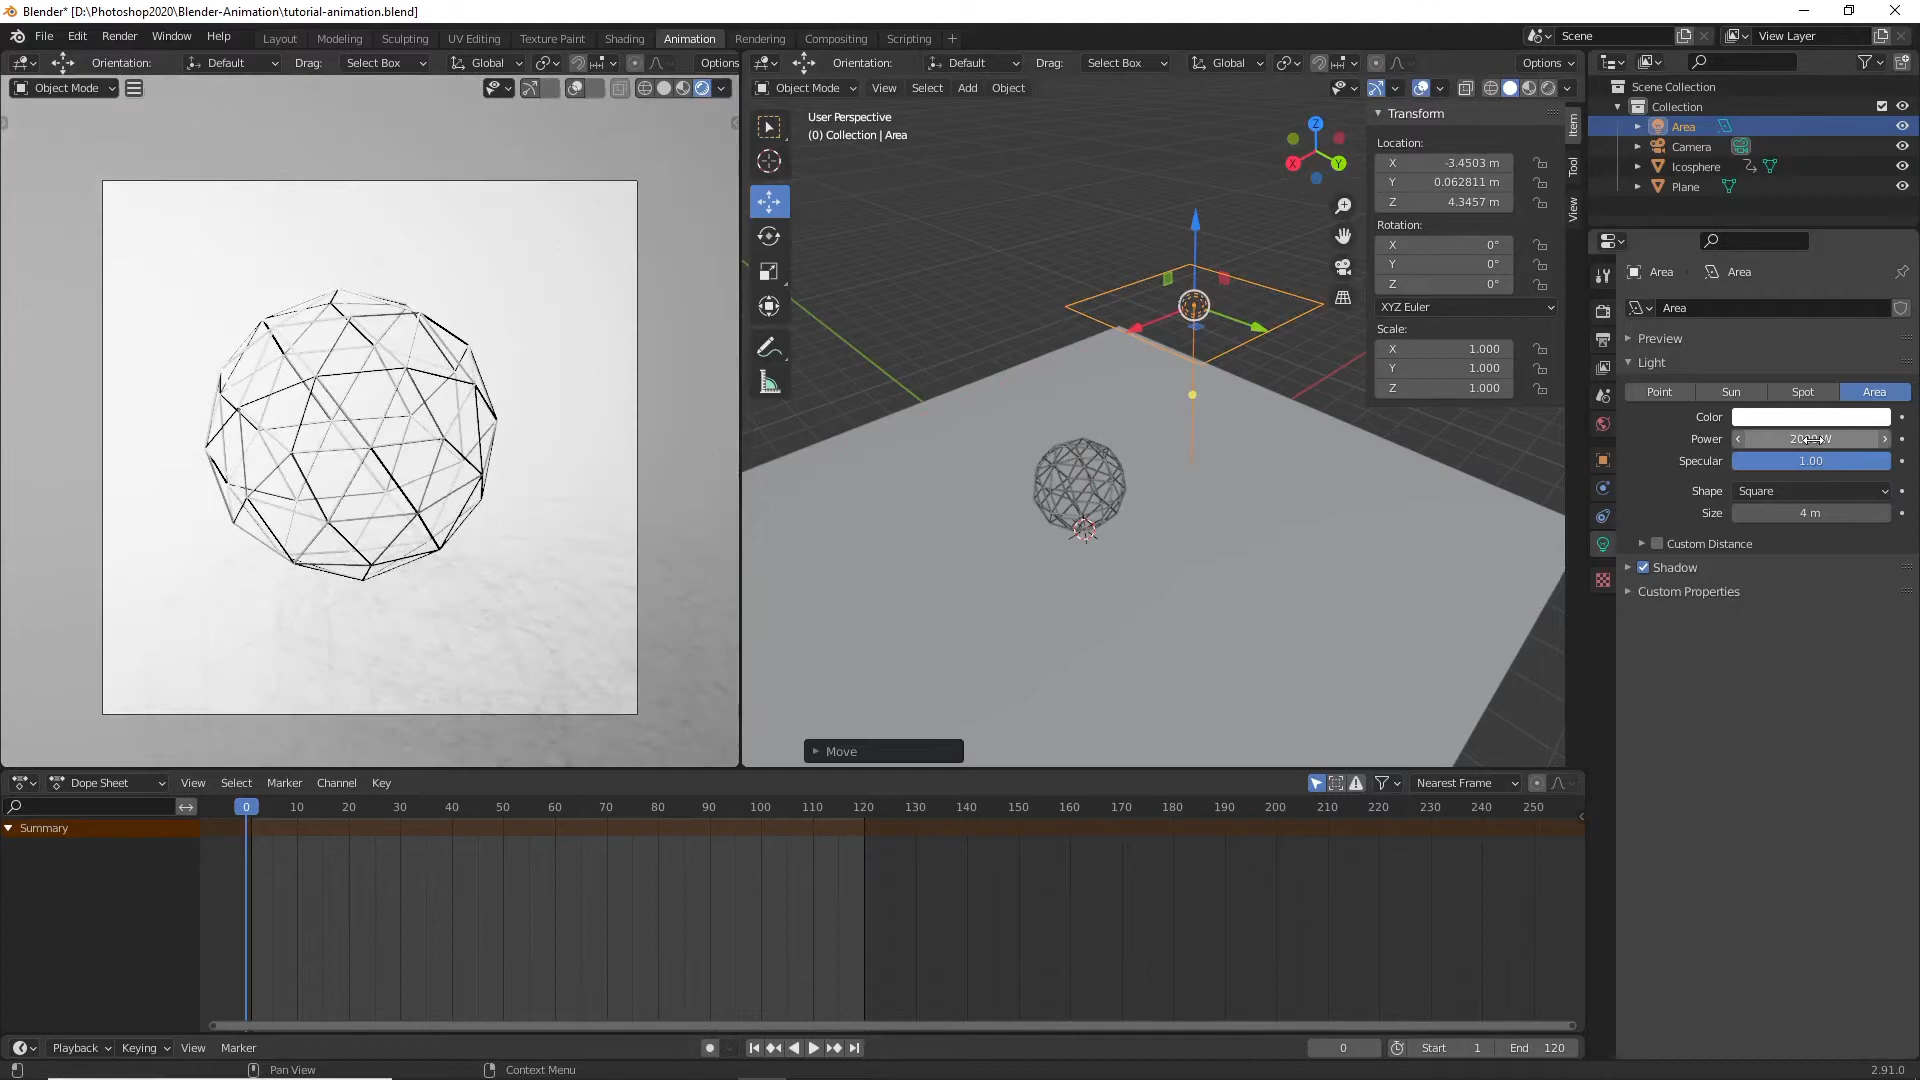 Blender* [D:\Photoshop2020\Blender-Animation\tutorial-animation.blend]
File Edit Render Window Help Layout Modeling Sculpting UV Editing Texture Paint Shading Animation Rendering Compositing Scripting + Scene View Layer
Orientation: Default Drag: Select Box Global Options
Object Mode
Orientation: Default Drag: Select Box Global Options
Object Mode View Select Add Object
User Perspective
(0) Collection | Area
Z
X
Y
Transform
Location:
X -3.4503 m
Y 0.062811 m
Z 4.3457 m
Rotation:
X 0°
Y 0°
Z 0°
XYZ Euler
Scale:
X 1.000
Y 1.000
Z 1.000
Item
Tool
View
Move
Scene Collection
Collection
Area
Camera
Icosphere
Plane
Area Area
Area
Preview
Light
Point Sun Spot Area
Color
Power
Specular 1.00
Shape Square
Size 4 m
Custom Distance
Shadow
Custom Properties
Dope Sheet View Select Marker Channel Key Nearest Frame
0 10 20 30 40 50 60 70 80 90 100 110 120 130 140 150 160 170 180 190 200 210 220 230 240 250
Summary
Playback Keying View Marker 0 Start 1 End 120
Pan View Context Menu 2.91.0